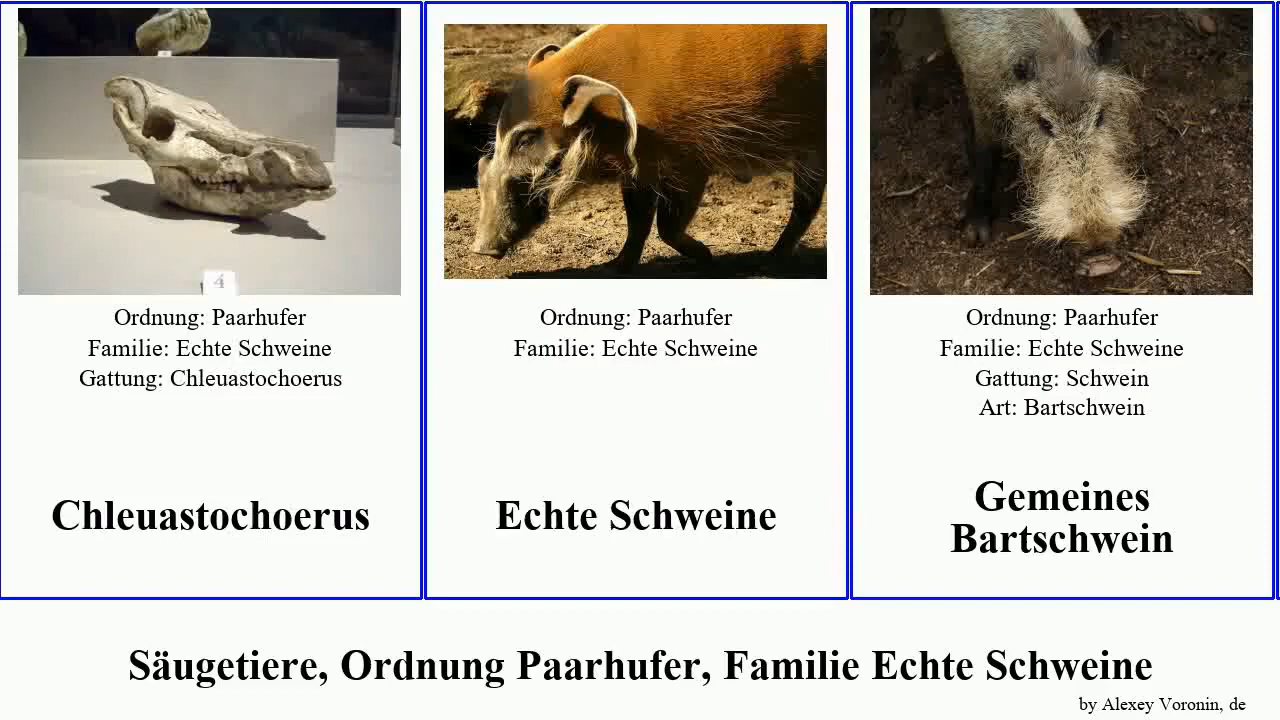 4
Ordnung: Paarhufer
Familie: Echte Schweine
Gattung: Chleuastochoerus
Chleuastochoerus
Ordnung: Paarhufer
Familie: Echte Schweine
Echte Schweine
Ordnung: Paarhufer
Familie: Echte Schweine
Gattung: Schwein
Art: Bartschwein
Gemeines
Bartschwein
Säugetiere, Ordnung Paarhufer, Familie Echte Schweine
by Alexey Voronin, de